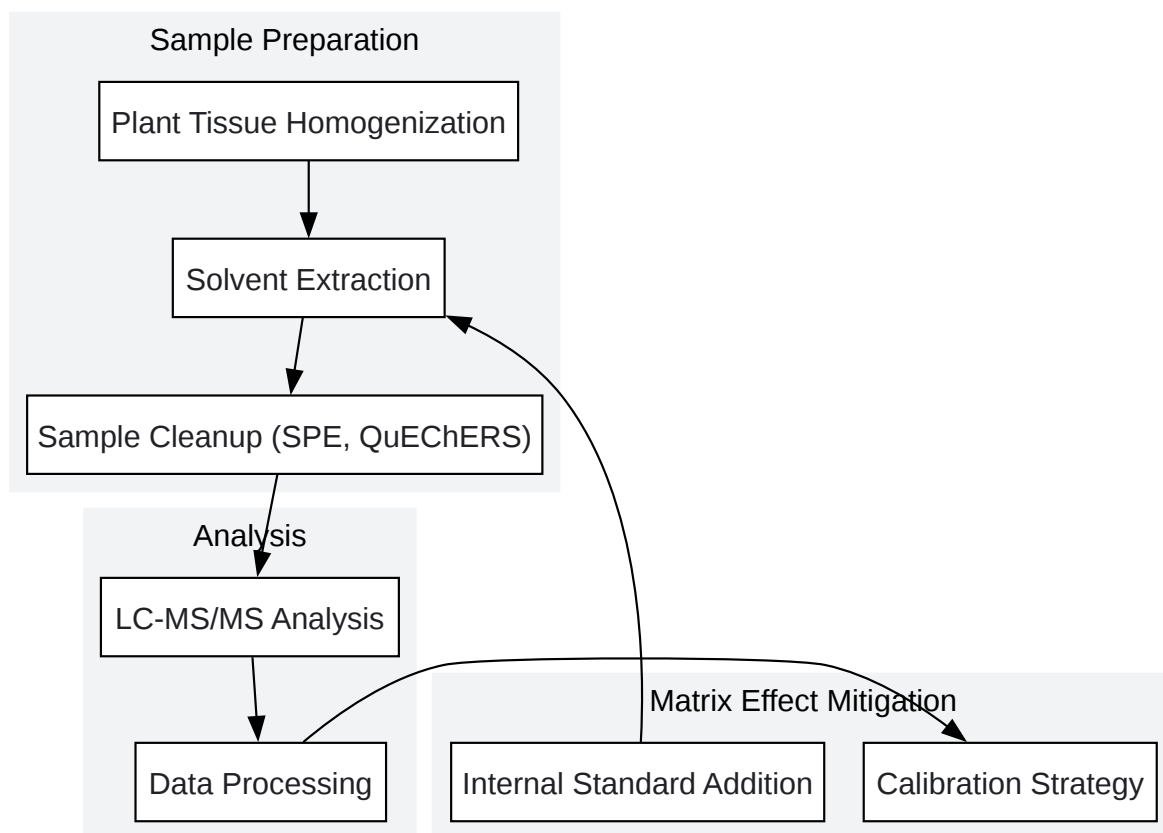 Sample Preparation
Plant Tissue Homogenization
Solvent Extraction
Sample Cleanup (SPE, QuEChERS)
Analysis
LC-MS/MS Analysis
Data Processing
Matrix Effect Mitigation
Internal Standard Addition
Calibration Strategy